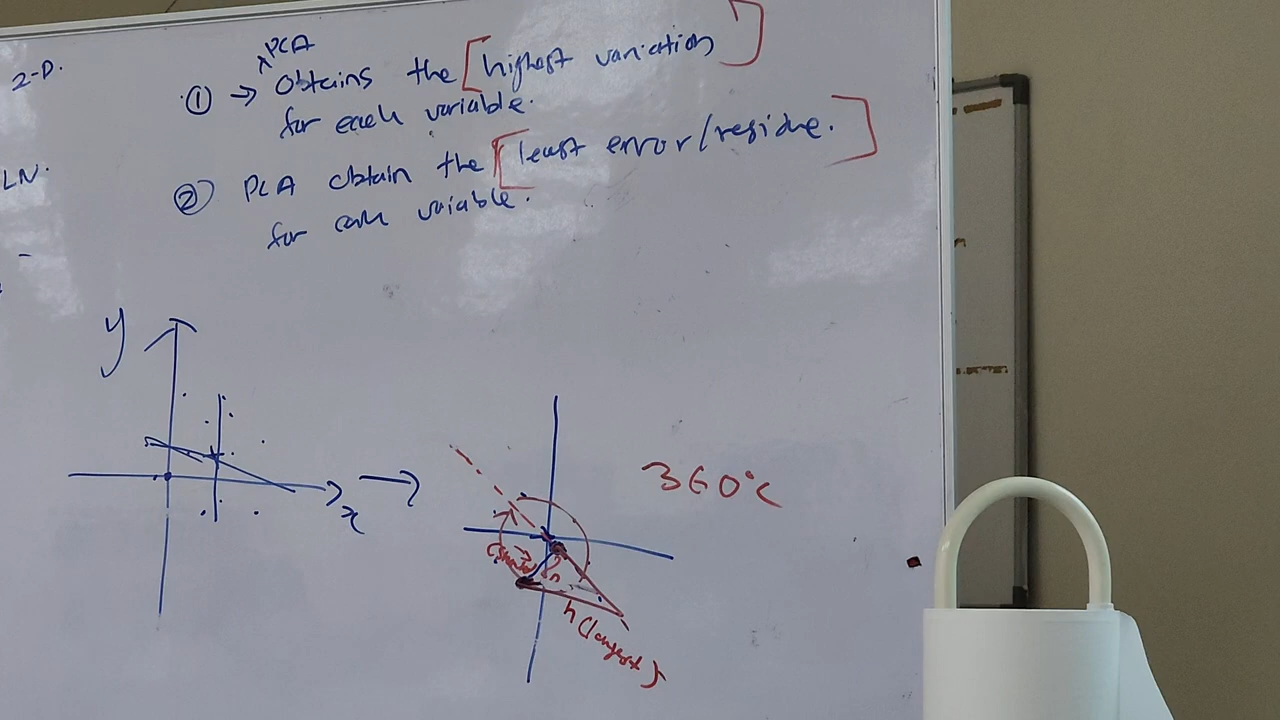 2-D.
LN.
PCA
① → Obtains the [highest variation]
for each variable.
② PCA obtain the [least error/residue.]
for each variable.
y
x
360°C
h (longest)